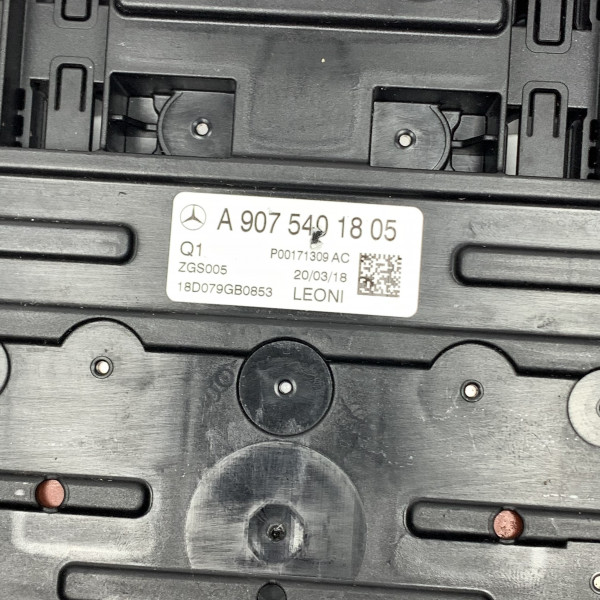 A 907 540 18 05
Q1 P00171309 AC
ZGS005 20/03/18
18D079GB0853 LEONI